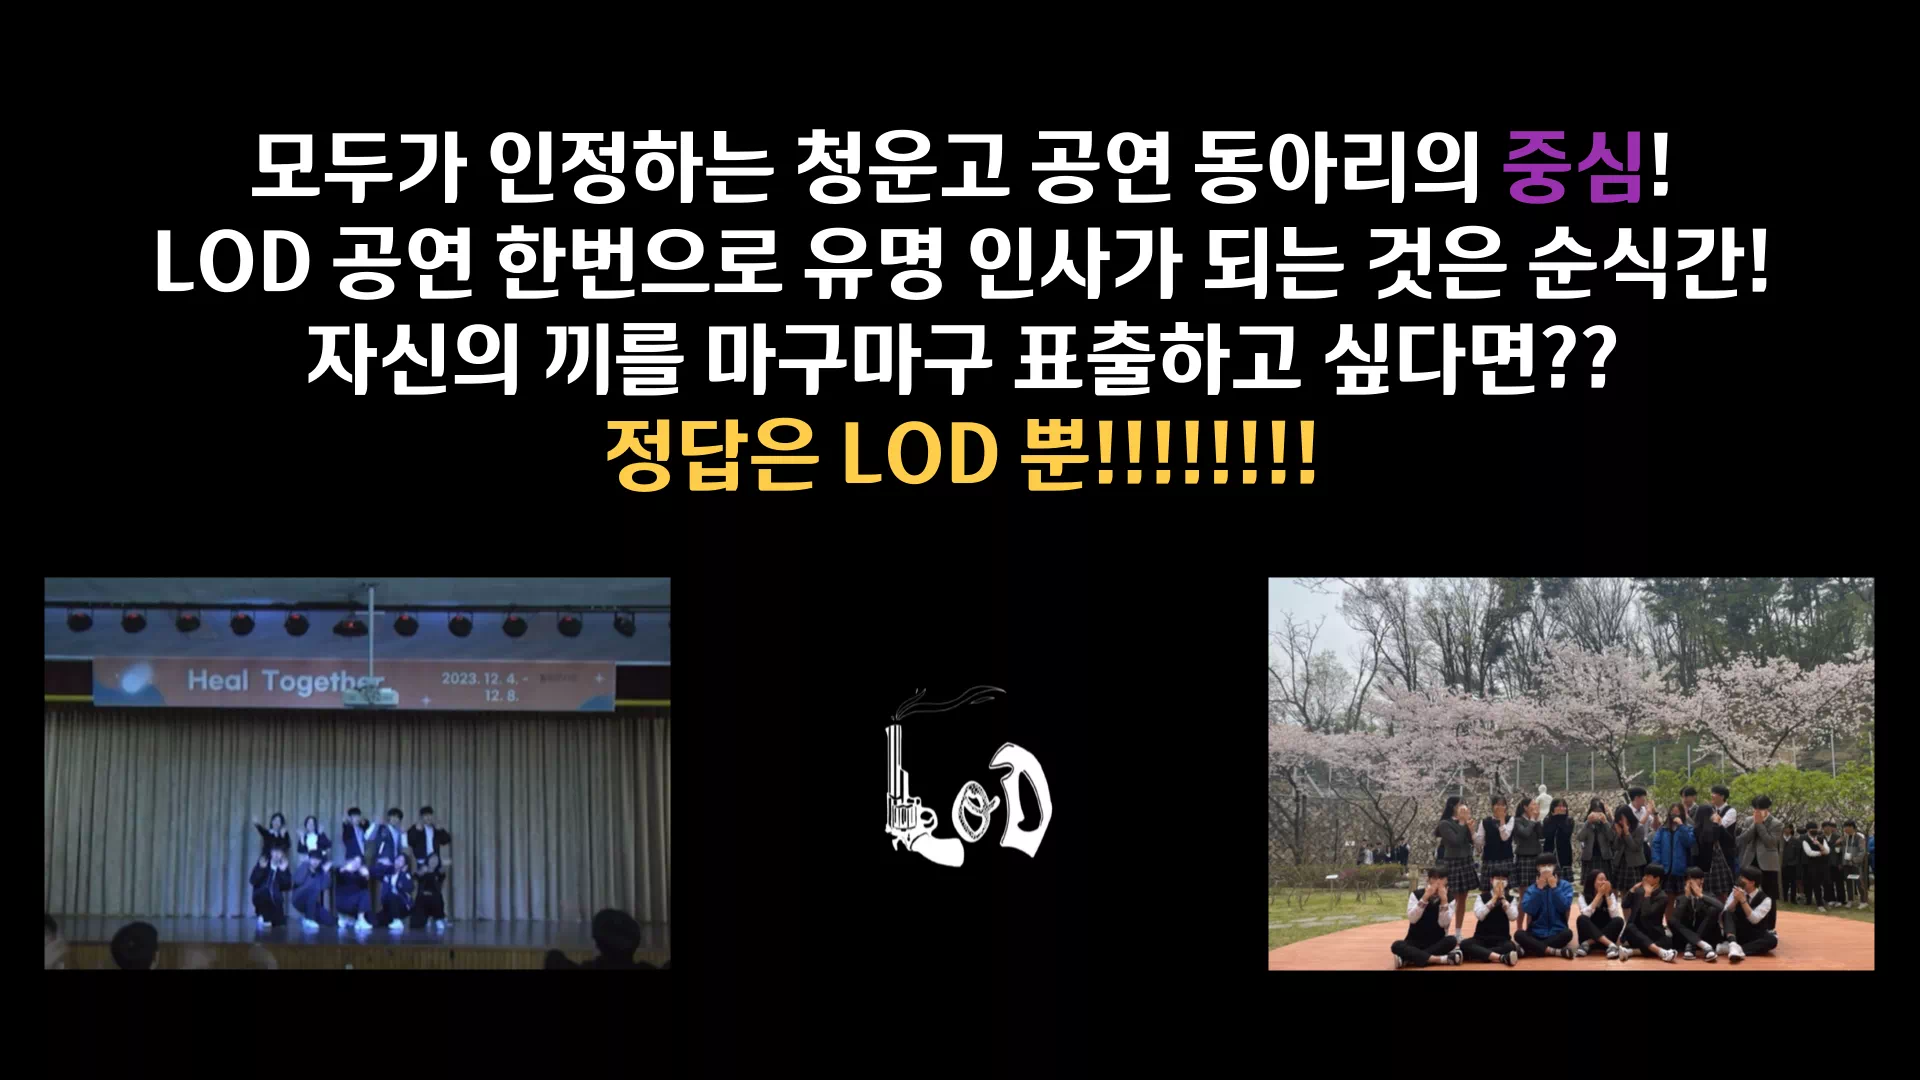 모두가 인정하는 청운고 공연 동아리의 중심!
LOD 공연 한번으로 유명 인사가 되는 것은 순식간!
자신의 끼를 마구마구 표출하고 싶다면??
정답은 LOD 뿐!!!!!!!!
Heal Together
2023. 12. 4. -
12. 8.
LOD